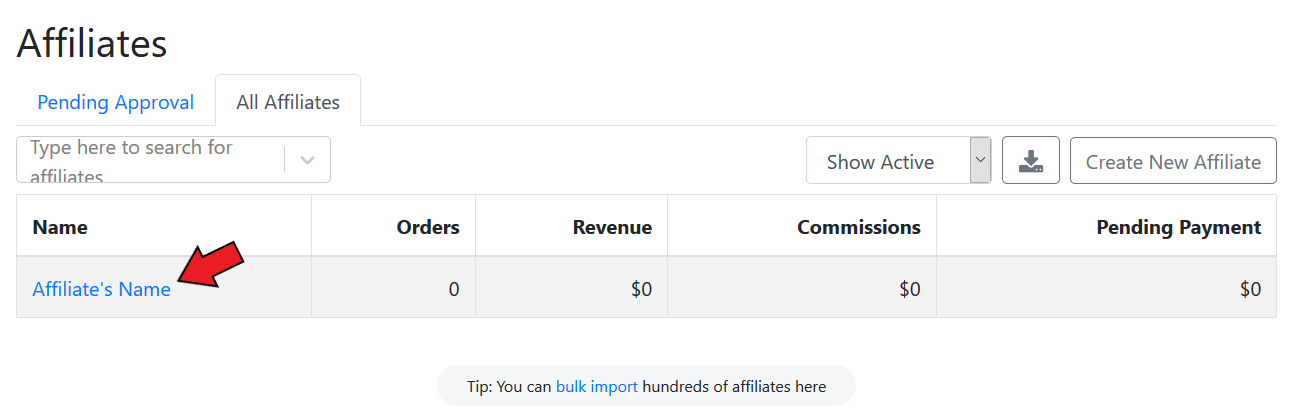 Affiliates
Pending Approval All Affiliates
Type here to search for
affiliates
Show Active Create New Affiliate
Name Orders Revenue Commissions Pending Payment
Affiliate's Name 0 $0 $0 $0
Tip: You can bulk import hundreds of affiliates here